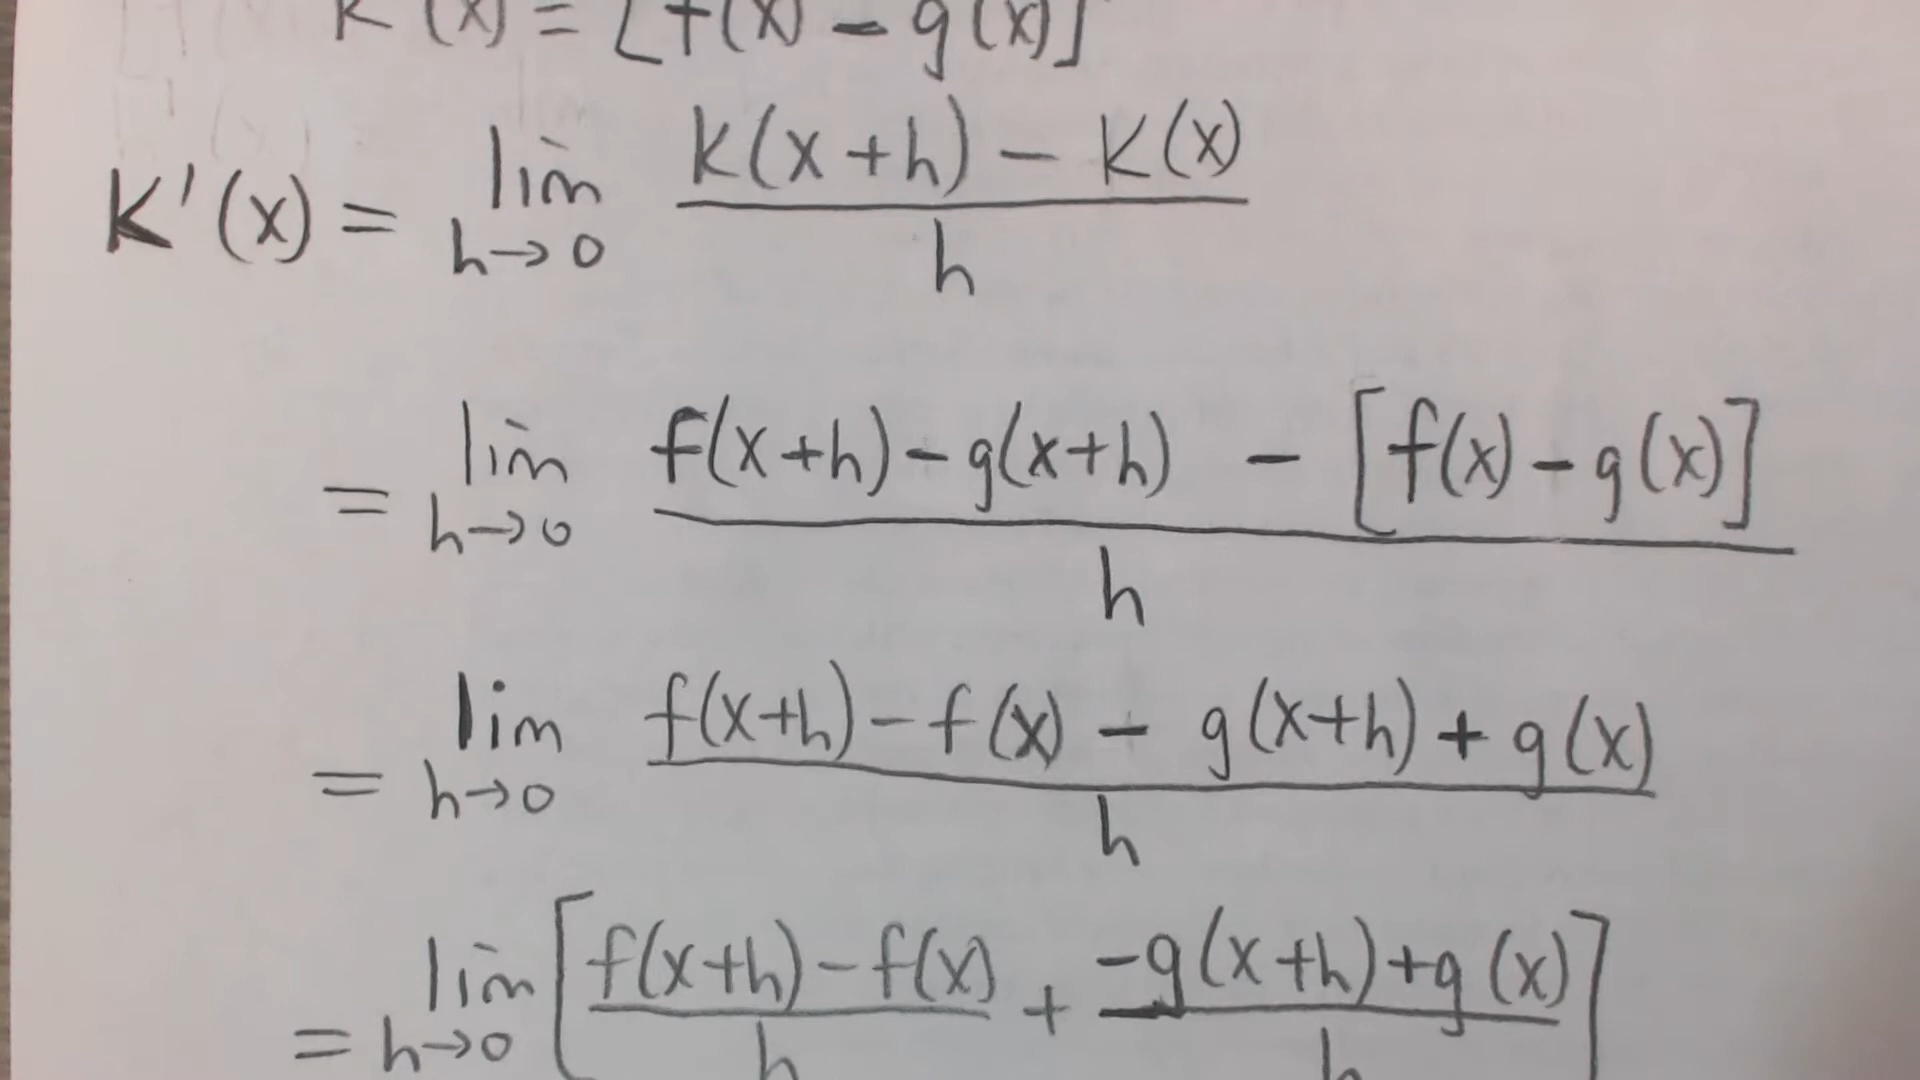 K(x) = [f(x) - g(x)]
K'(x) = lim h→0 K(x+h) - K(x) / h
= lim h→0 f(x+h) - g(x+h) - [f(x) - g(x)] / h
= lim h→0 f(x+h) - f(x) - g(x+h) + g(x) / h
= lim h→0 [f(x+h) - f(x) / h + -g(x+h) + g(x) / h]